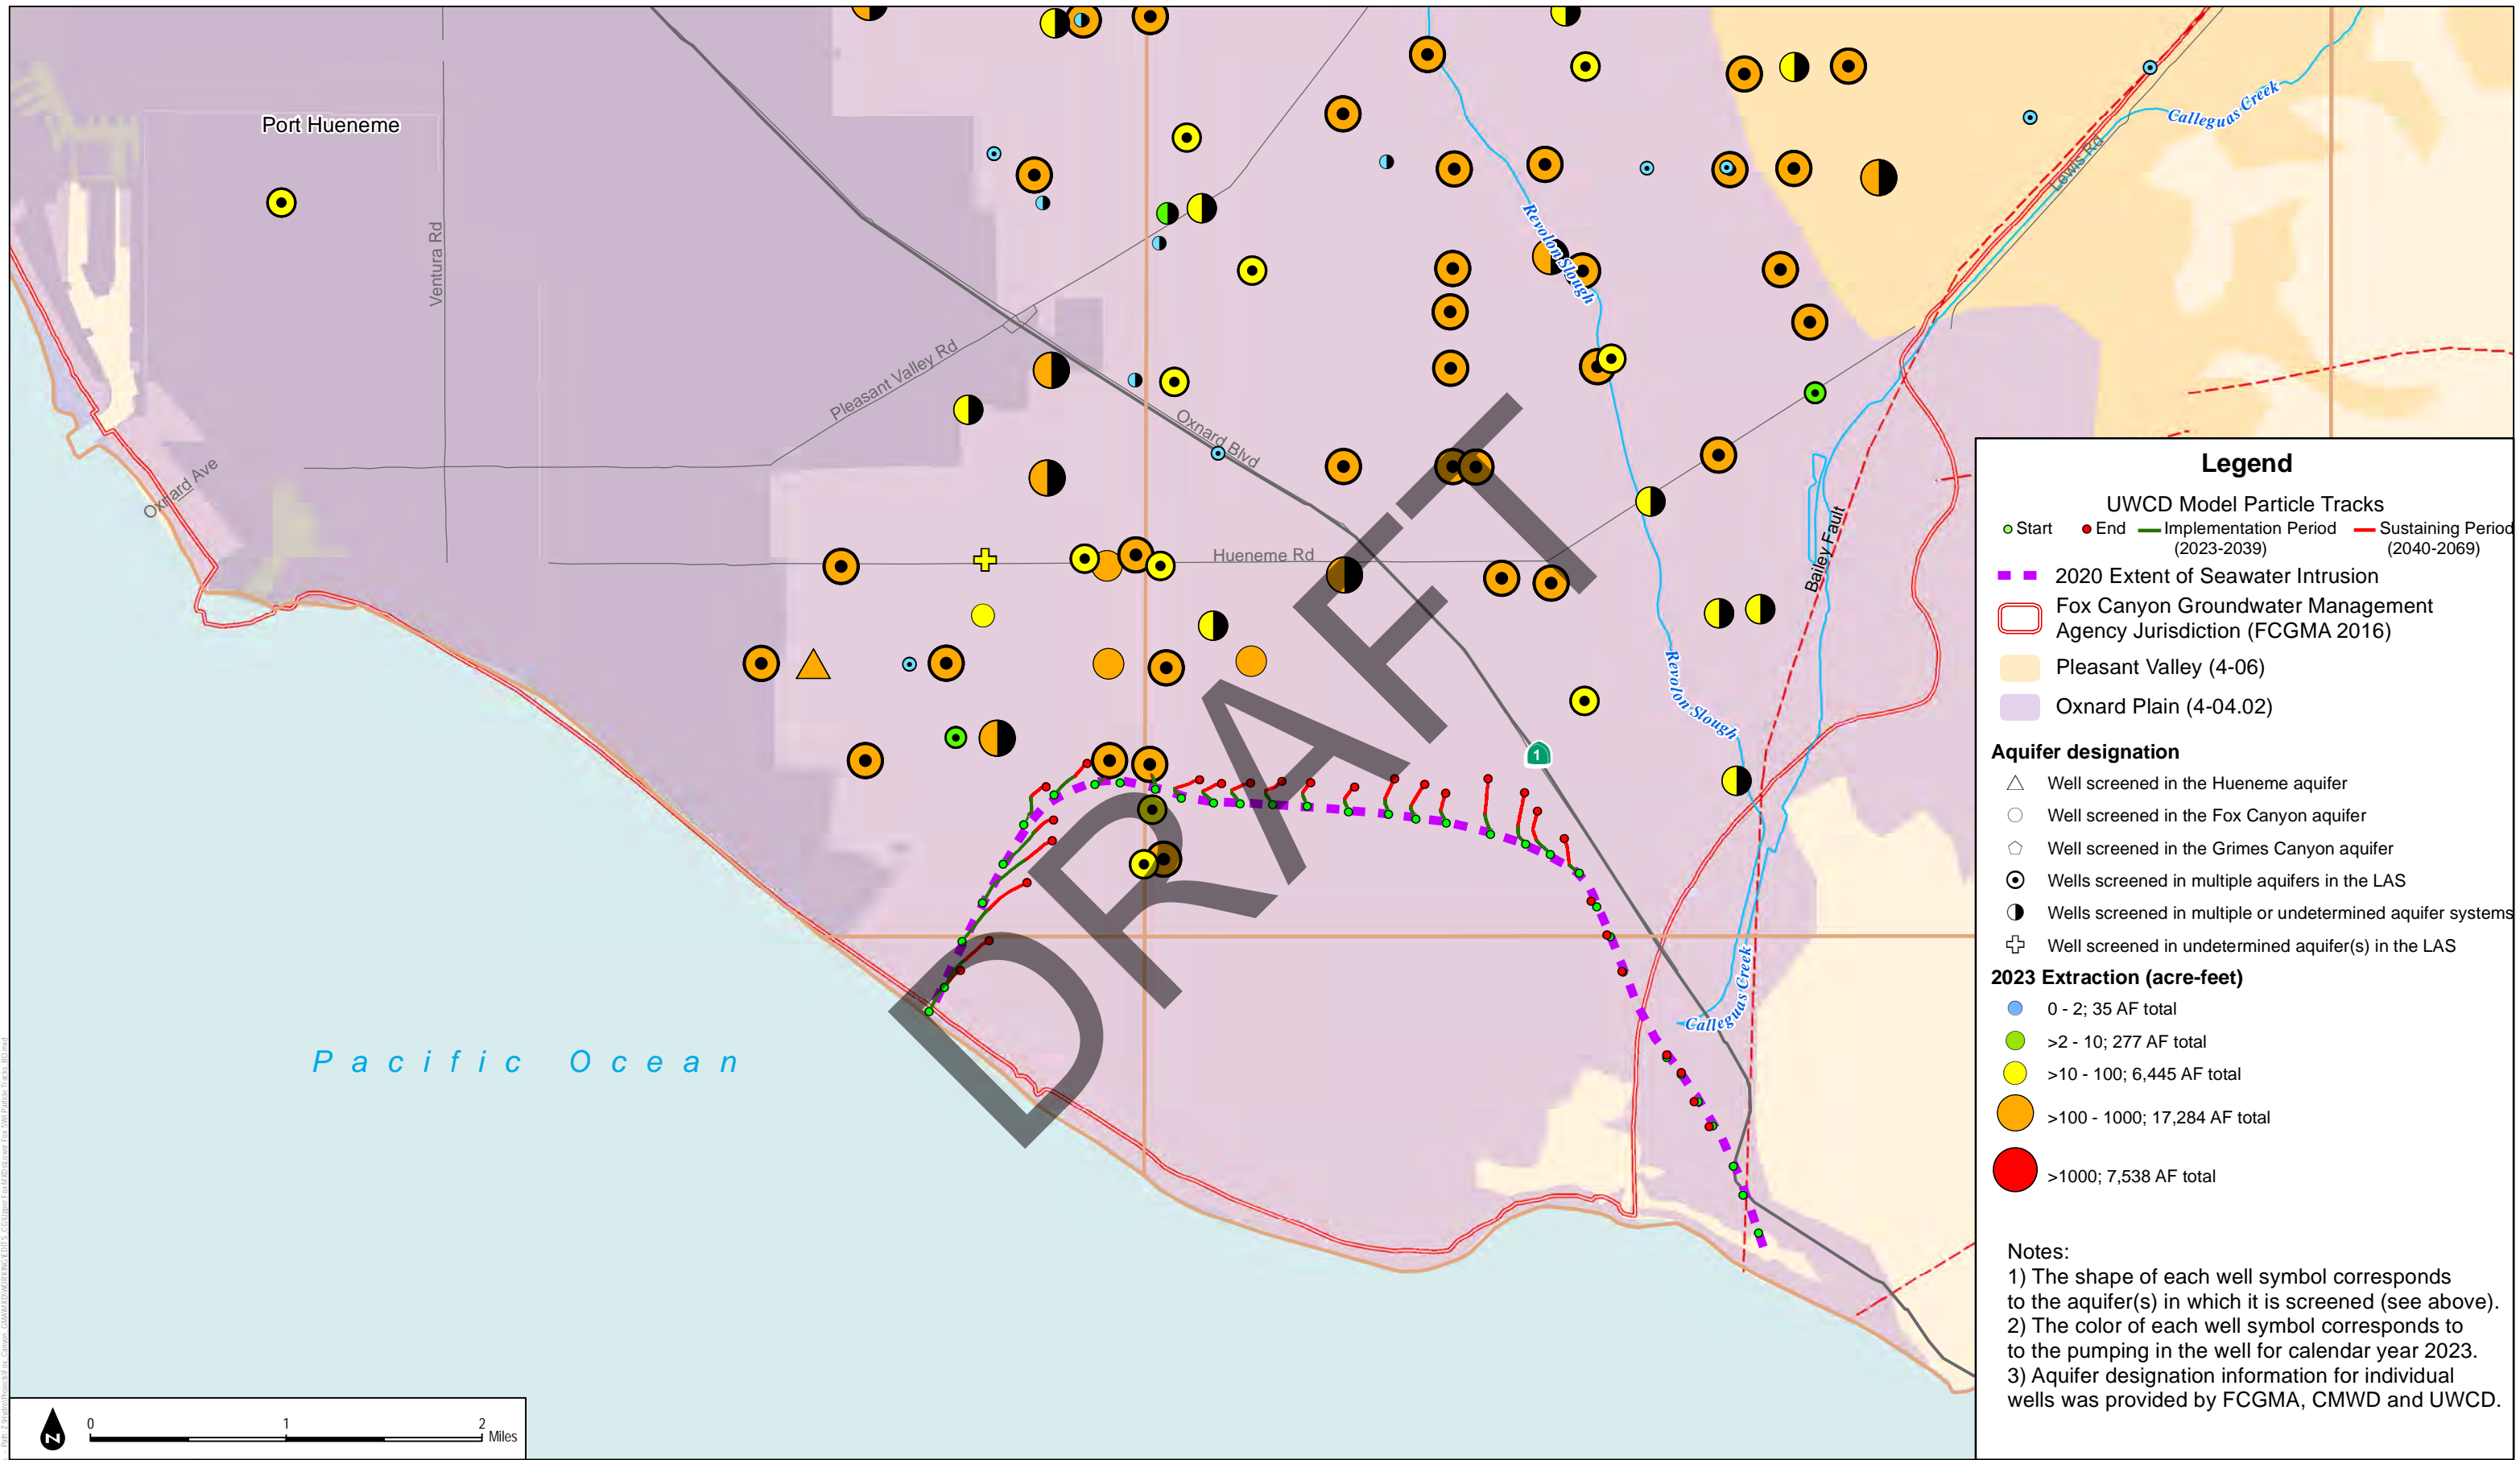 Port Hueneme
Ventura Rd
Oxnard Ave
Pleasant Valley Rd
Oxnard Blvd
Hueneme Rd
Revolon Slough
Revolon Slough
Calleguas Creek
Lewis Rd
Bailey Fault
1
Calleguas Creek
Pacific Ocean
DRAFT
N
0 1 2
Miles
Legend
UWCD Model Particle Tracks
Start End Implementation Period Sustaining Period
(2023-2039) (2040-2069)
2020 Extent of Seawater Intrusion
Fox Canyon Groundwater Management
Agency Jurisdiction (FCGMA 2016)
Pleasant Valley (4-06)
Oxnard Plain (4-04.02)
Aquifer designation
Well screened in the Hueneme aquifer
Well screened in the Fox Canyon aquifer
Well screened in the Grimes Canyon aquifer
Wells screened in multiple aquifers in the LAS
Wells screened in multiple or undetermined aquifer systems
Well screened in undetermined aquifer(s) in the LAS
2023 Extraction (acre-feet)
0 - 2; 35 AF total
>2 - 10; 277 AF total
>10 - 100; 6,445 AF total
>100 - 1000; 17,284 AF total
>1000; 7,538 AF total
Notes:
1) The shape of each well symbol corresponds
to the aquifer(s) in which it is screened (see above).
2) The color of each well symbol corresponds to
to the pumping in the well for calendar year 2023.
3) Aquifer designation information for individual
wells was provided by FCGMA, CMWD and UWCD.